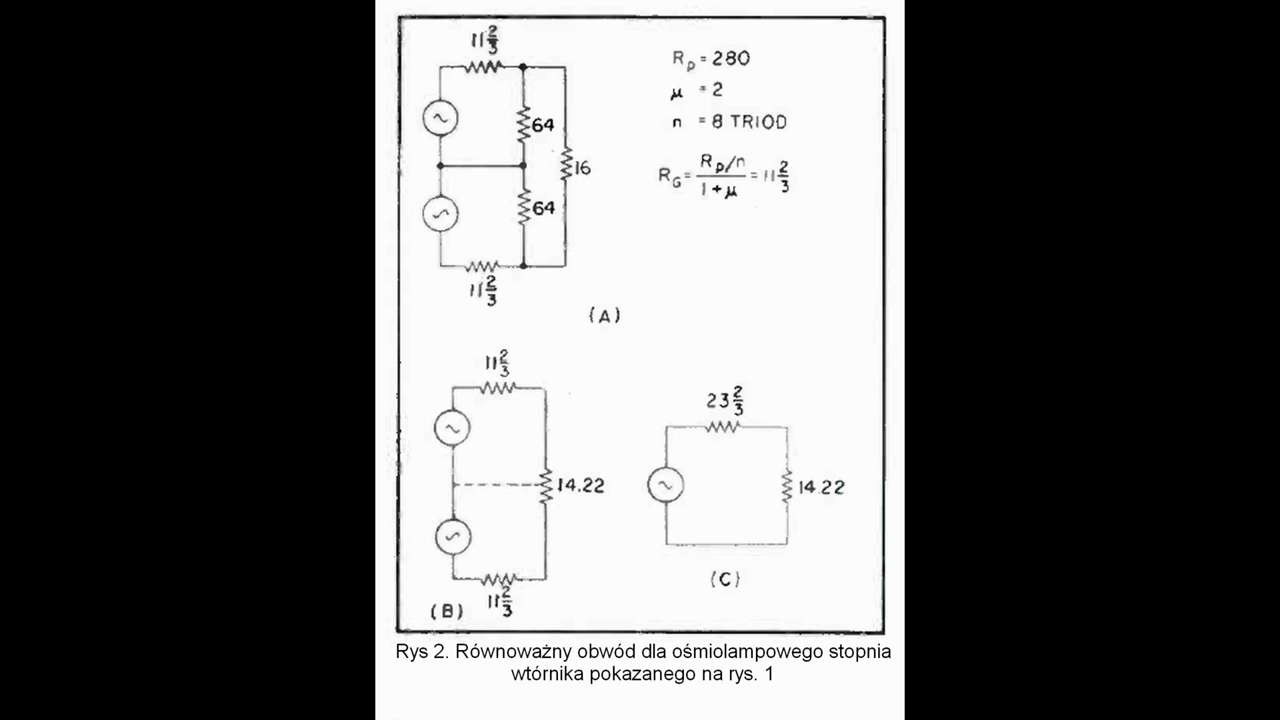 11 2/3
R_p = 280
μ = 2
n = 8 TRIOD
64
16
R_G = (R_p/n)/(1+μ) = 11 2/3
64
11 2/3
(A)
11 2/3
23 2/3
14.22
14.22
(C)
11 2/3
(B)
Rys 2. Równoważny obwód dla ośmiolampowego stopnia
wtórnika pokazanego na rys. 1